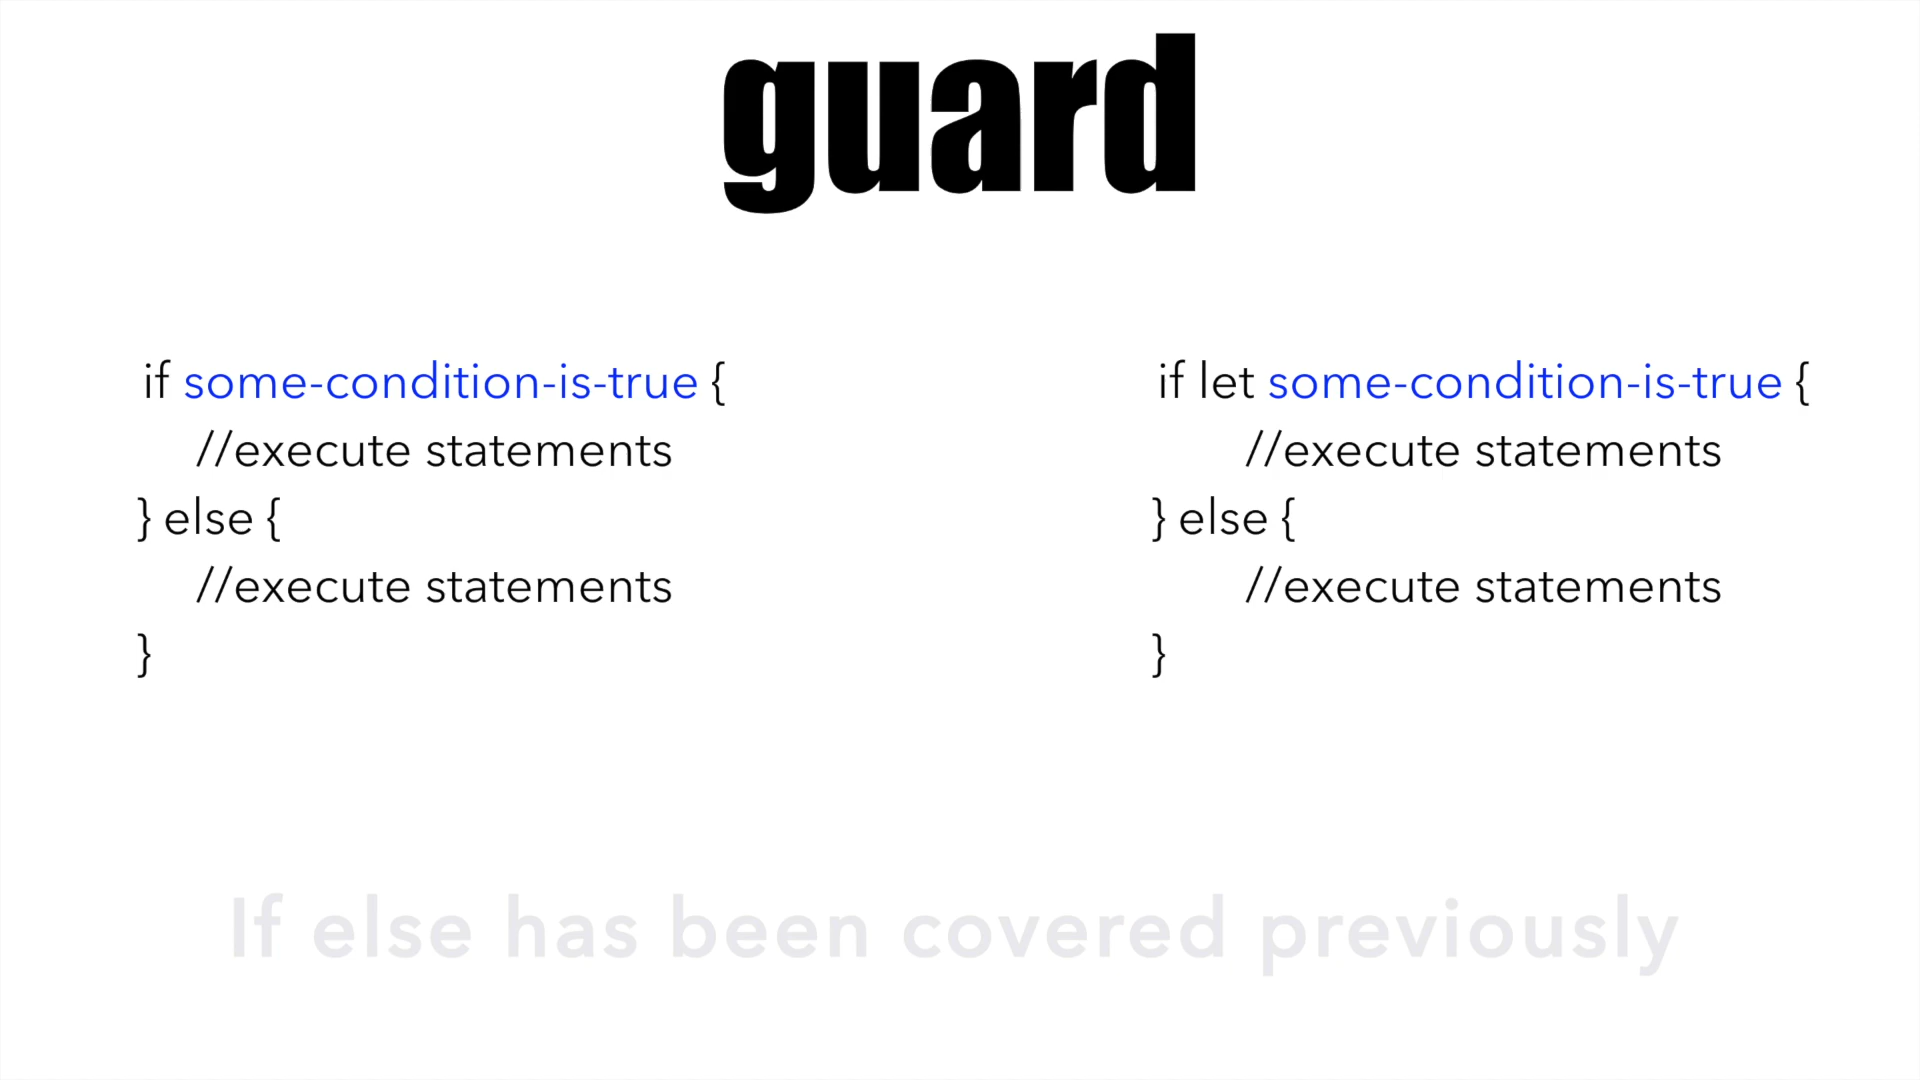 guard
if some-condition-is-true {
//execute statements
} else {
//execute statements
}
if let some-condition-is-true {
//execute statements
} else {
//execute statements
}
If else has been covered previously